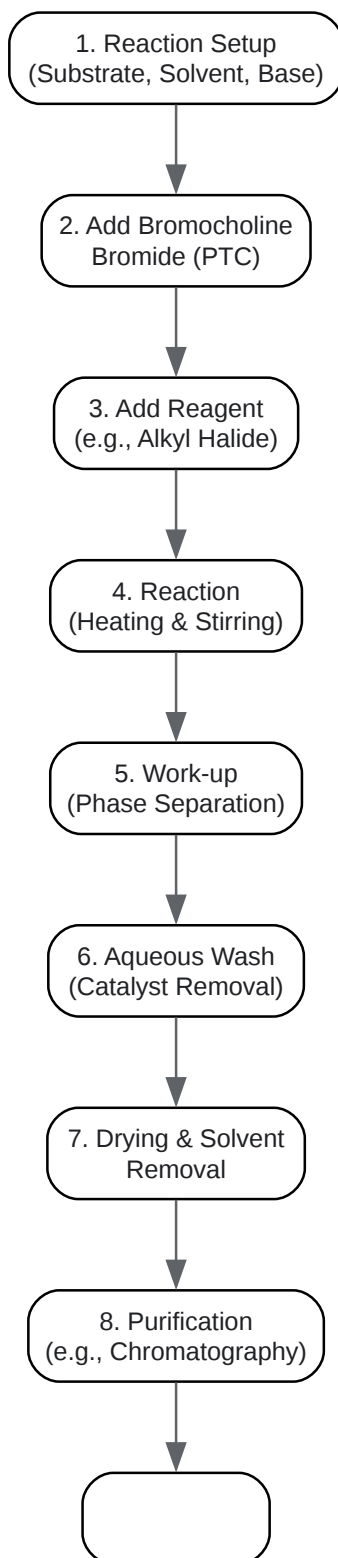 1. Reaction Setup
(Substrate, Solvent, Base)
2. Add Bromocholine
Bromide (PTC)
3. Add Reagent
(e.g., Alkyl Halide)
4. Reaction
(Heating & Stirring)
5. Work-up
(Phase Separation)
6. Aqueous Wash
(Catalyst Removal)
7. Drying & Solvent
Removal
8. Purification
(e.g., Chromatography)